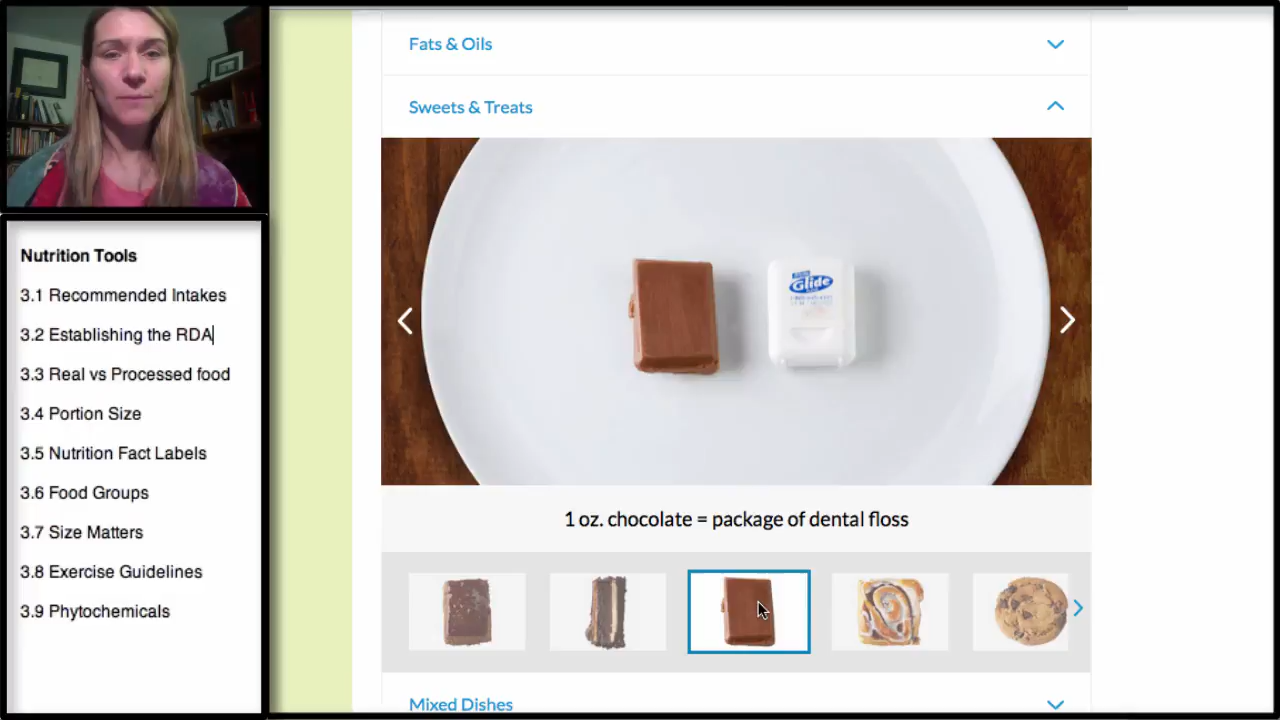 Fats & Oils
Sweets & Treats
Glide
1 oz. chocolate = package of dental floss
Mixed Dishes
Nutrition Tools
3.1 Recommended Intakes
3.2 Establishing the RDA
3.3 Real vs Processed food
3.4 Portion Size
3.5 Nutrition Fact Labels
3.6 Food Groups
3.7 Size Matters
3.8 Exercise Guidelines
3.9 Phytochemicals